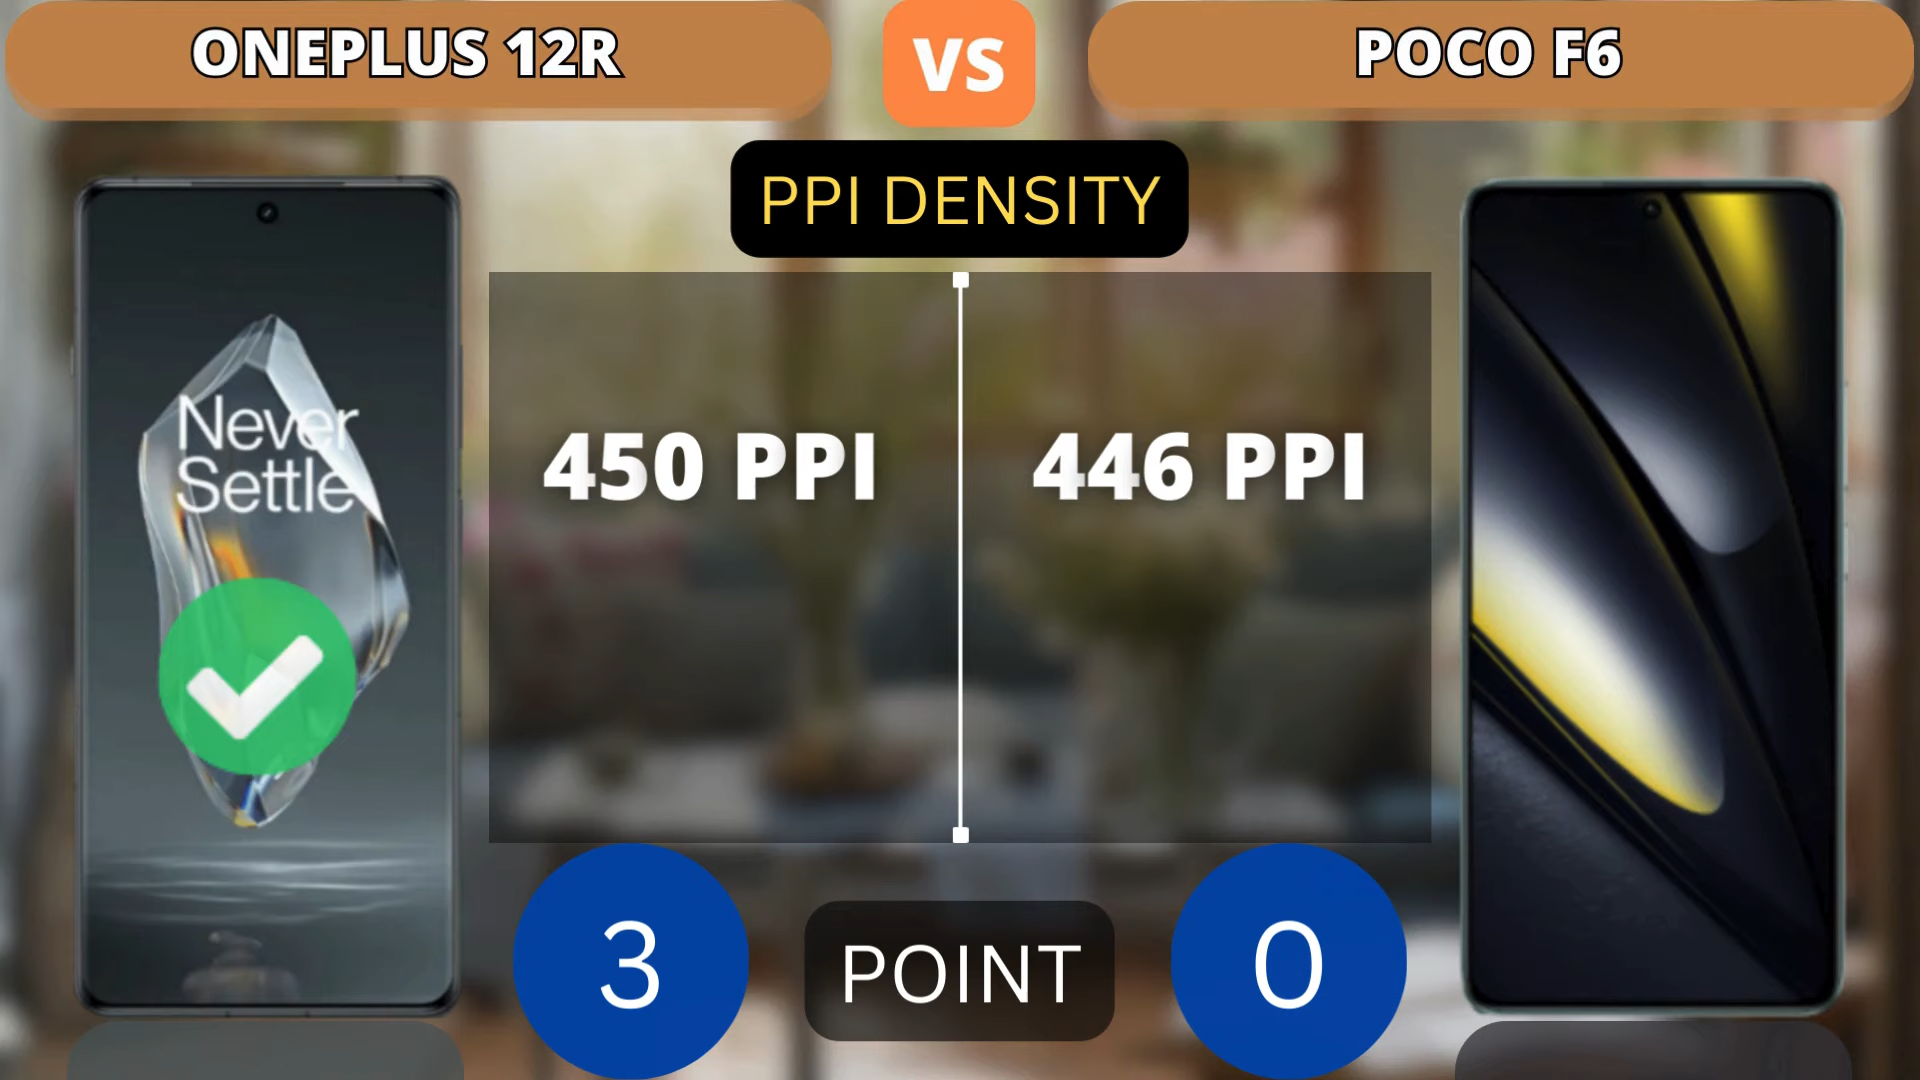 ONEPLUS 12R
VS
POCO F6
PPI DENSITY
Never
Settle
450 PPI
446 PPI
3
POINT
0